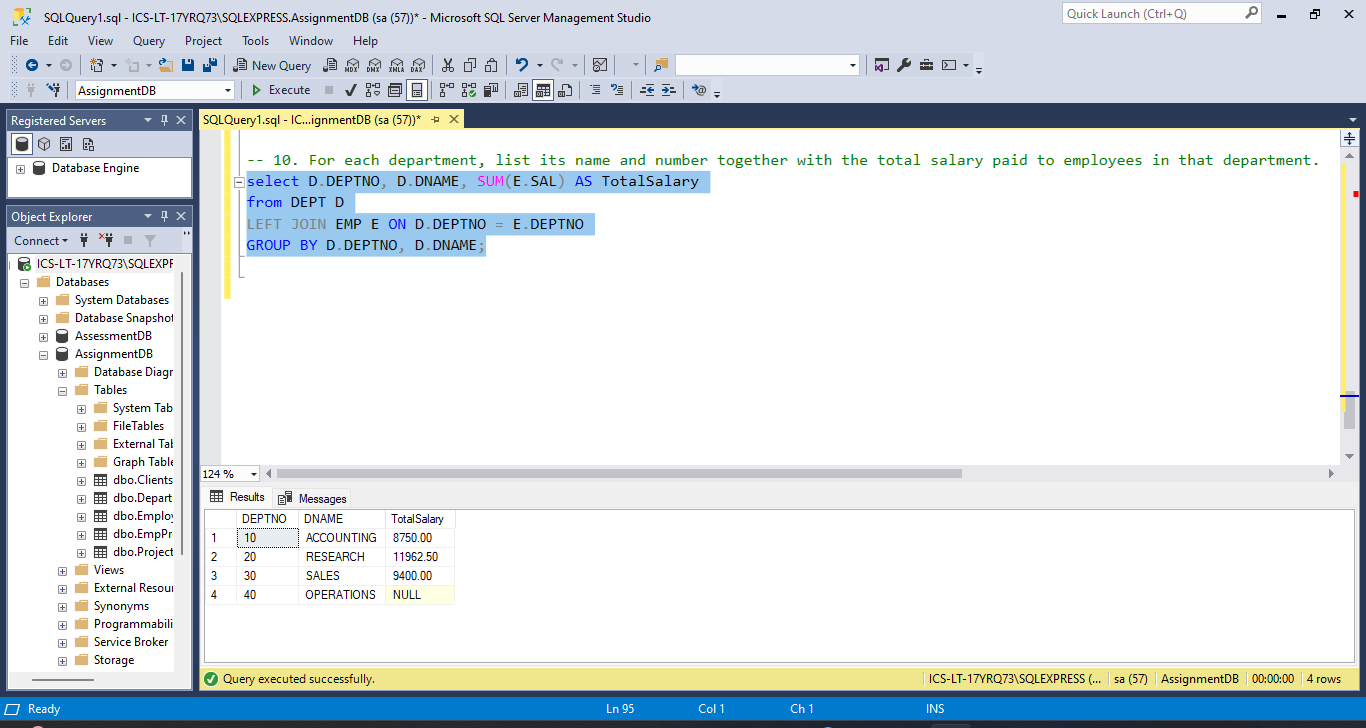 SQLQuery1.sql - ICS-LT-17YRQ73\SQLEXPRESS.AssignmentDB (sa (57))* - Microsoft SQL Server Management Studio
Quick Launch (Ctrl+Q)
File Edit View Query Project Tools Window Help
New Query MDX DMX XMLA DAX
AssignmentDB Execute
Registered Servers
Database Engine
Object Explorer
Connect
ICS-LT-17YRQ73\SQLEXPR
Databases
System Databases
Database Snapshot
AssessmentDB
AssignmentDB
Database Diagr
Tables
System Tab
FileTables
External Tab
Graph Table
dbo.Clients
dbo.Depart
dbo.Employ
dbo.EmpPr
dbo.Project
Views
External Resour
Synonyms
Programmabili
Service Broker
Storage
SQLQuery1.sql - IC...ignmentDB (sa (57))*
-- 10. For each department, list its name and number together with the total salary paid to employees in that department.
select D.DEPTNO, D.DNAME, SUM(E.SAL) AS TotalSalary
from DEPT D
LEFT JOIN EMP E ON D.DEPTNO = E.DEPTNO
GROUP BY D.DEPTNO, D.DNAME;
124 %
Results Messages
DEPTNO DNAME TotalSalary
1 10 ACCOUNTING 8750.00
2 20 RESEARCH 11962.50
3 30 SALES 9400.00
4 40 OPERATIONS NULL
Query executed successfully. ICS-LT-17YRQ73\SQLEXPRESS (... sa (57) AssignmentDB 00:00:00 4 rows
Ready Ln 95 Col 1 Ch 1 INS